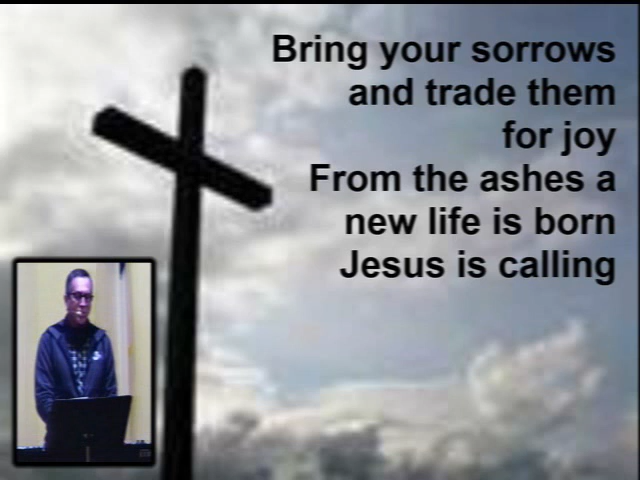 Bring your sorrows
and trade them
for joy
From the ashes a
new life is born
Jesus is calling